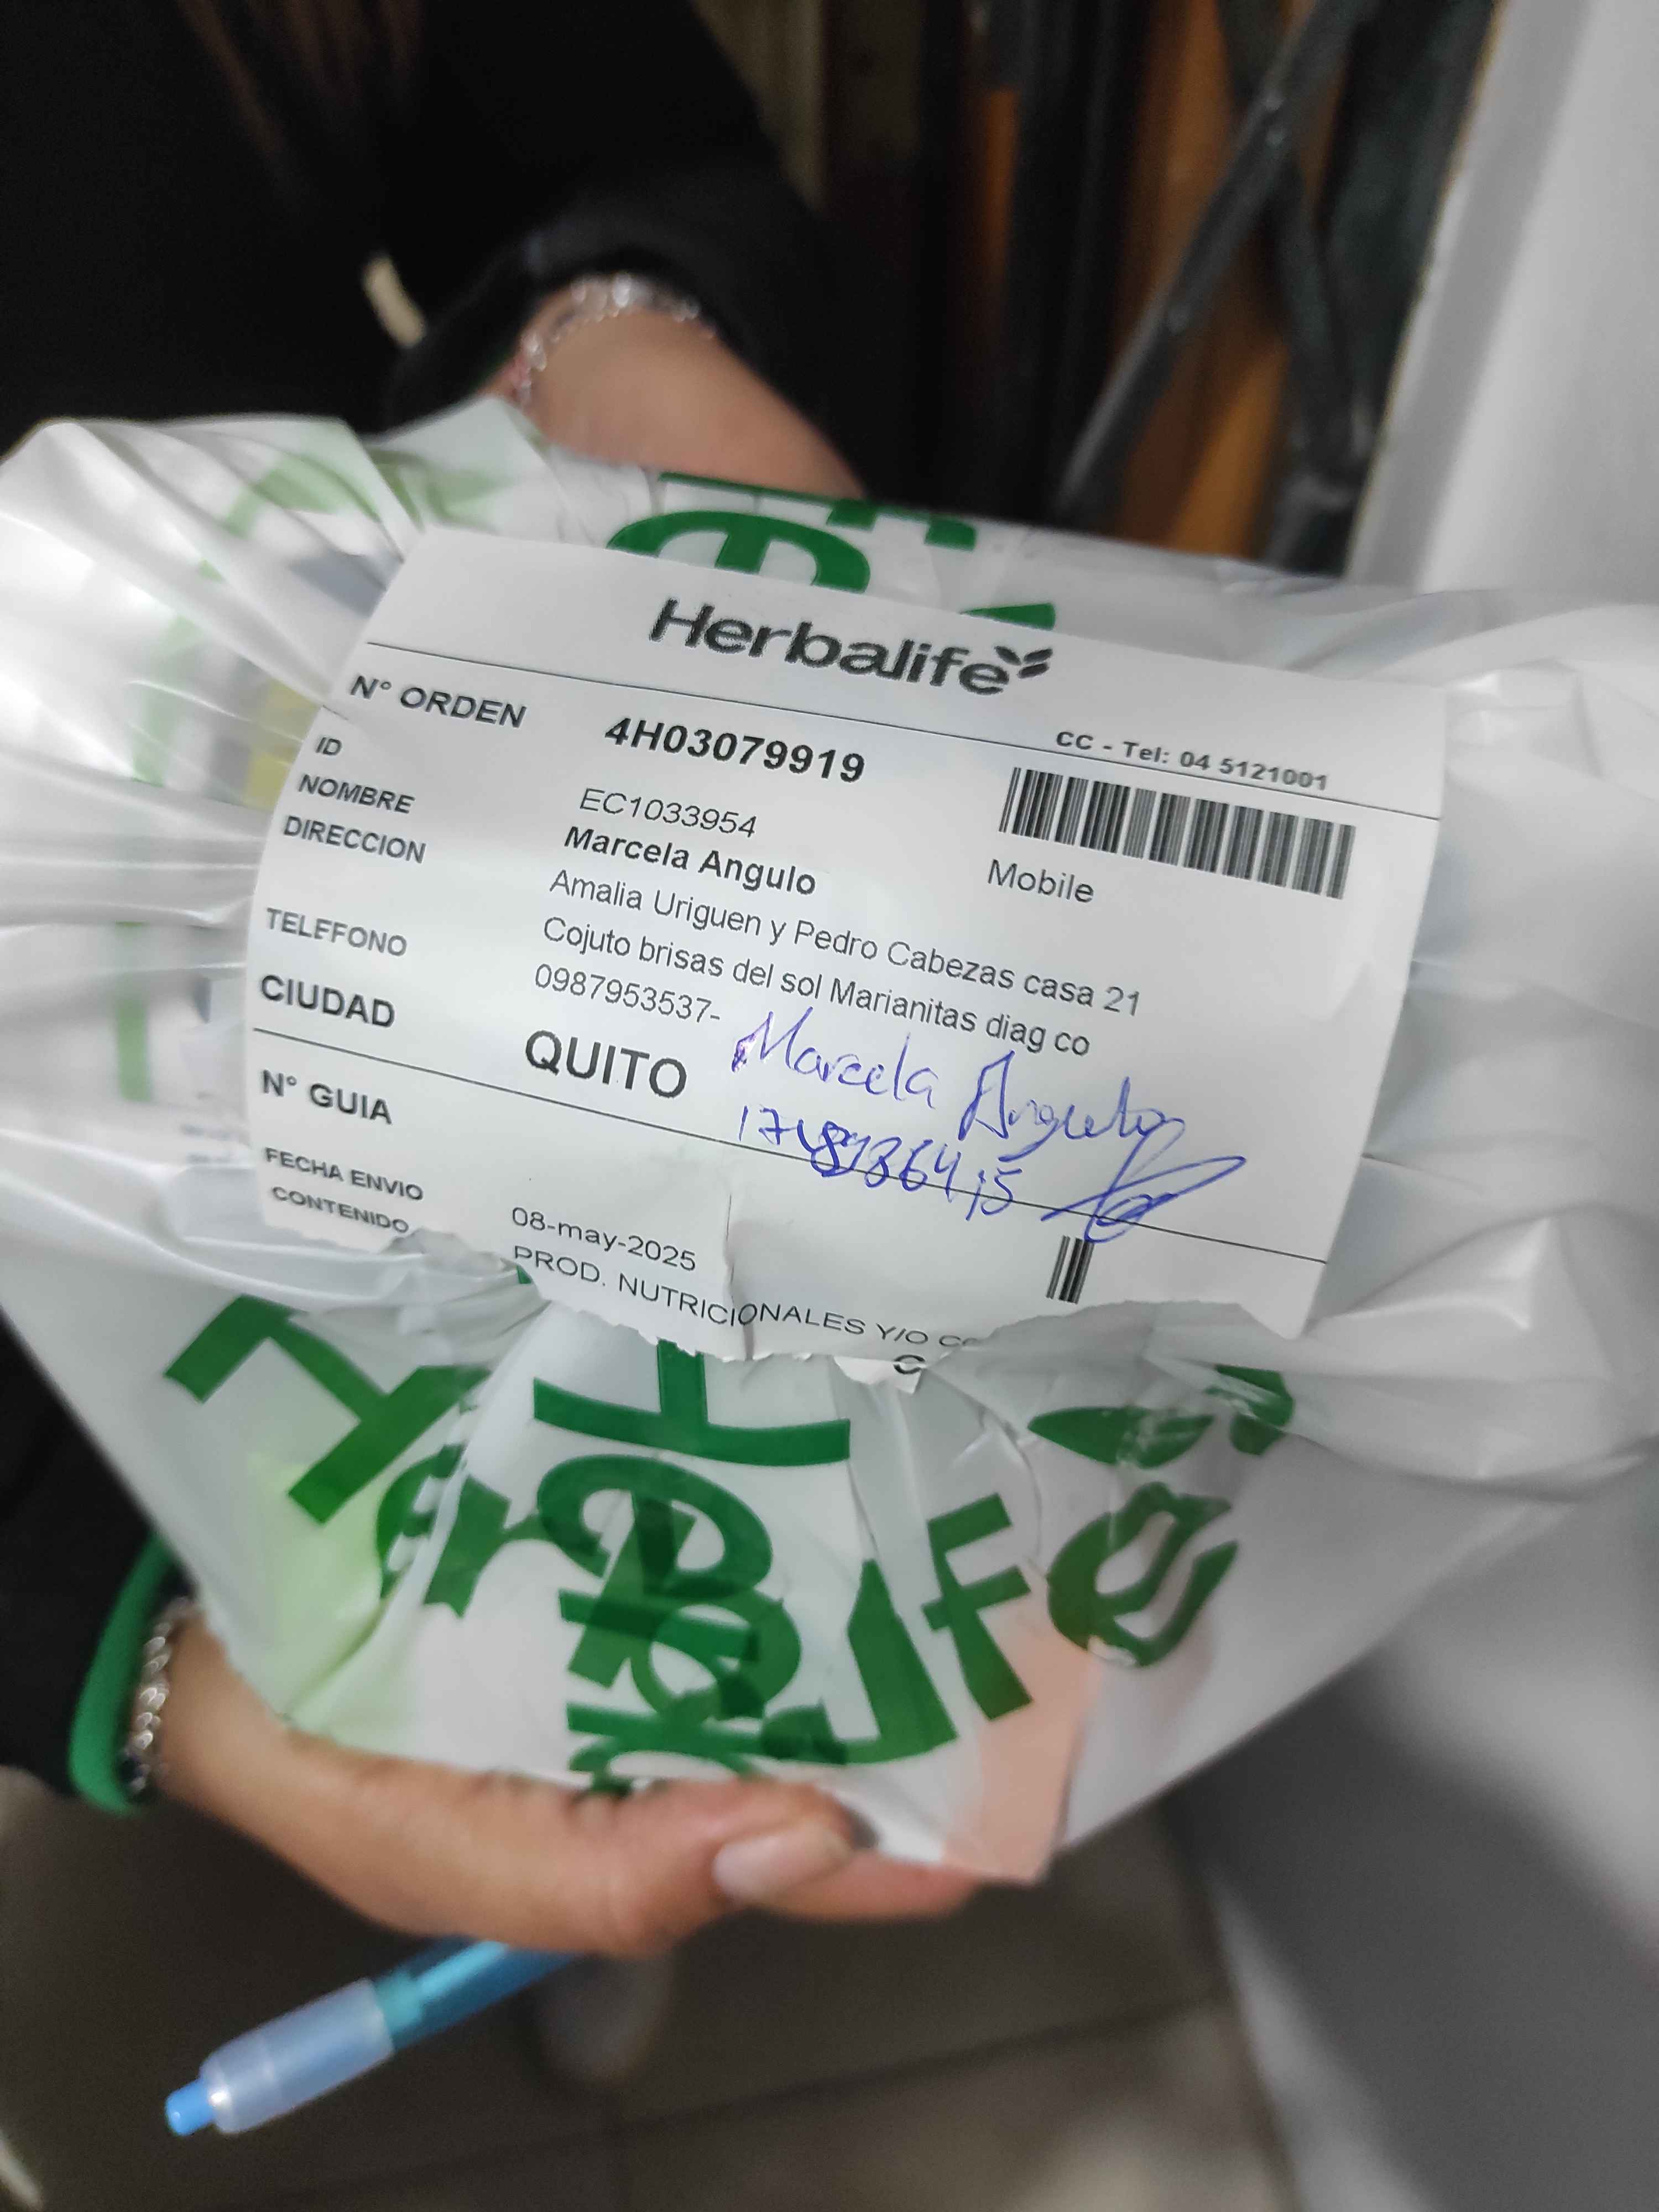 Herbalife
CC - Tel: 04 5121001
N° ORDEN 4H03079919
ID EC1033954
Mobile
NOMBRE Marcela Angulo
DIRECCION Amalia Uriguen y Pedro Cabezas casa 21
Cojuto brisas del sol Marianitas diag co
TELEFONO 0987953537-
CIUDAD QUITO
Marcela Angulo
N° GUIA
FECHA ENVIO 08-may-2025
CONTENIDO PROD. NUTRICIONALES Y/O CO
Herbalife